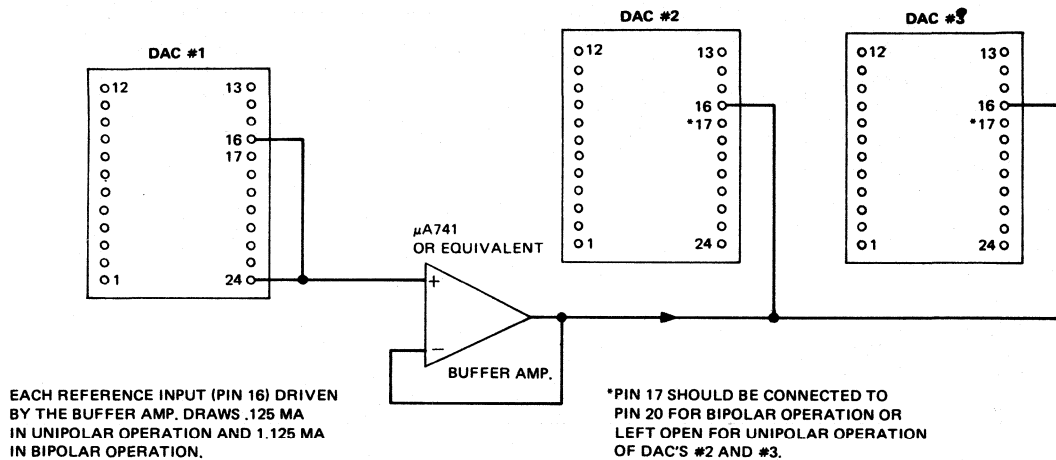 DAC #1
12 13
16
17
1 24
DAC #2
12 13
16
*17
1 24
DAC #3
12 13
16
*17
1 24
µA741
OR EQUIVALENT
+
−
BUFFER AMP.
EACH REFERENCE INPUT (PIN 16) DRIVEN
BY THE BUFFER AMP. DRAWS .125 MA
IN UNIPOLAR OPERATION AND 1.125 MA
IN BIPOLAR OPERATION.
*PIN 17 SHOULD BE CONNECTED TO
PIN 20 FOR BIPOLAR OPERATION OR
LEFT OPEN FOR UNIPOLAR OPERATION
OF DAC'S #2 AND #3.